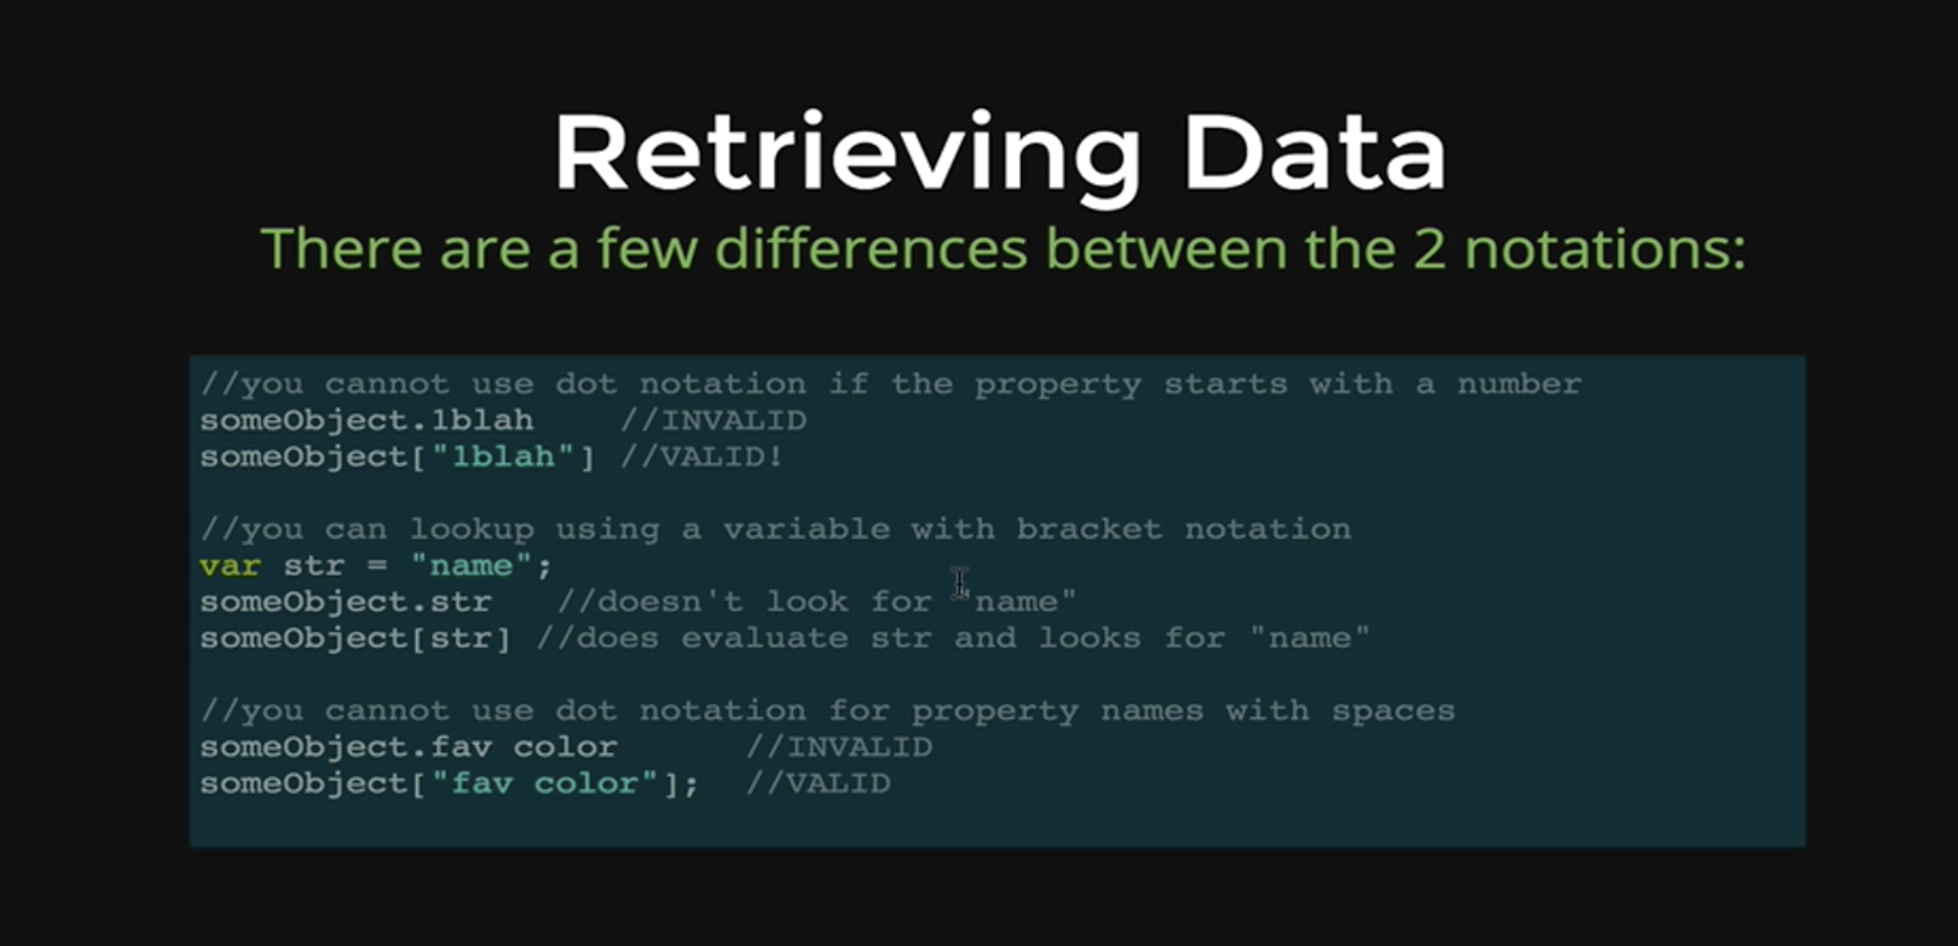 Retrieving Data
There are a few differences between the 2 notations:
//you cannot use dot notation if the property starts with a number
someObject.1blah    //INVALID
someObject["1blah"] //VALID!
//you can lookup using a variable with bracket notation
var str = "name";
someObject.str   //doesn't look for "name"
someObject[str] //does evaluate str and looks for "name"
//you cannot use dot notation for property names with spaces
someObject.fav color      //INVALID
someObject["fav color"];  //VALID